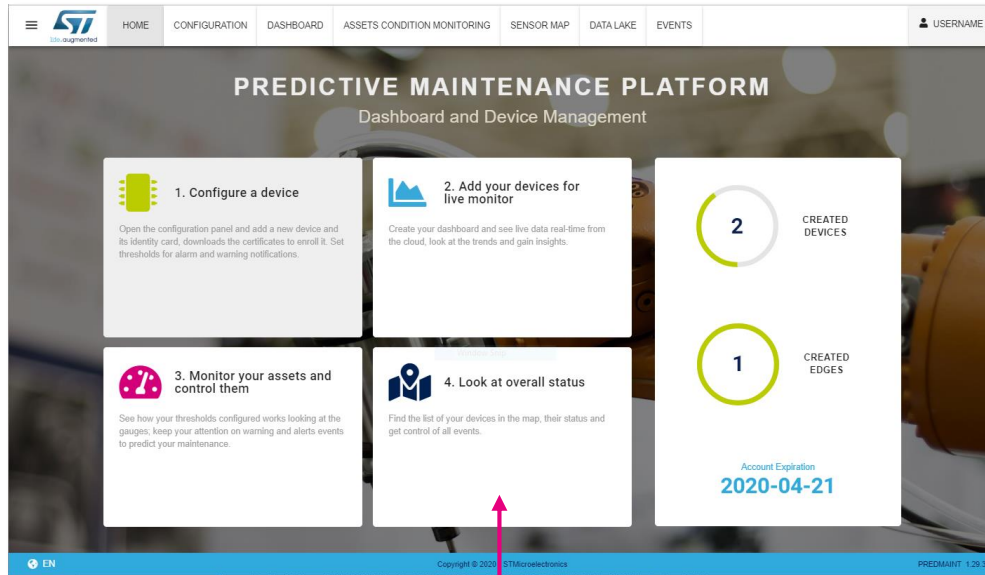 life.augmented
HOME
CONFIGURATION
DASHBOARD
ASSETS CONDITION MONITORING
SENSOR MAP
DATA LAKE
EVENTS
USERNAME
PREDICTIVE MAINTENANCE PLATFORM
Dashboard and Device Management
1. Configure a device
Open the configuration panel and add a new device and
its identity card, downloads the certificates to enroll it. Set
thresholds for alarm and warning notifications.
2. Add your devices for
live monitor
Create your dashboard and see live data real-time from
the cloud, look at the trends and gain insights.
2
CREATED
DEVICES
3. Monitor your assets and
control them
See how your thresholds configured works looking at the
gauges; keep your attention on warning and alerts events
to predict your maintenance.
4. Look at overall status
Find the list of your devices in the map, their status and
get control of all events.
1
CREATED
EDGES
Account Expiration
2020-04-21
EN
Copyright © 2020 STMicroelectronics
PREDMAINT 1.29.3